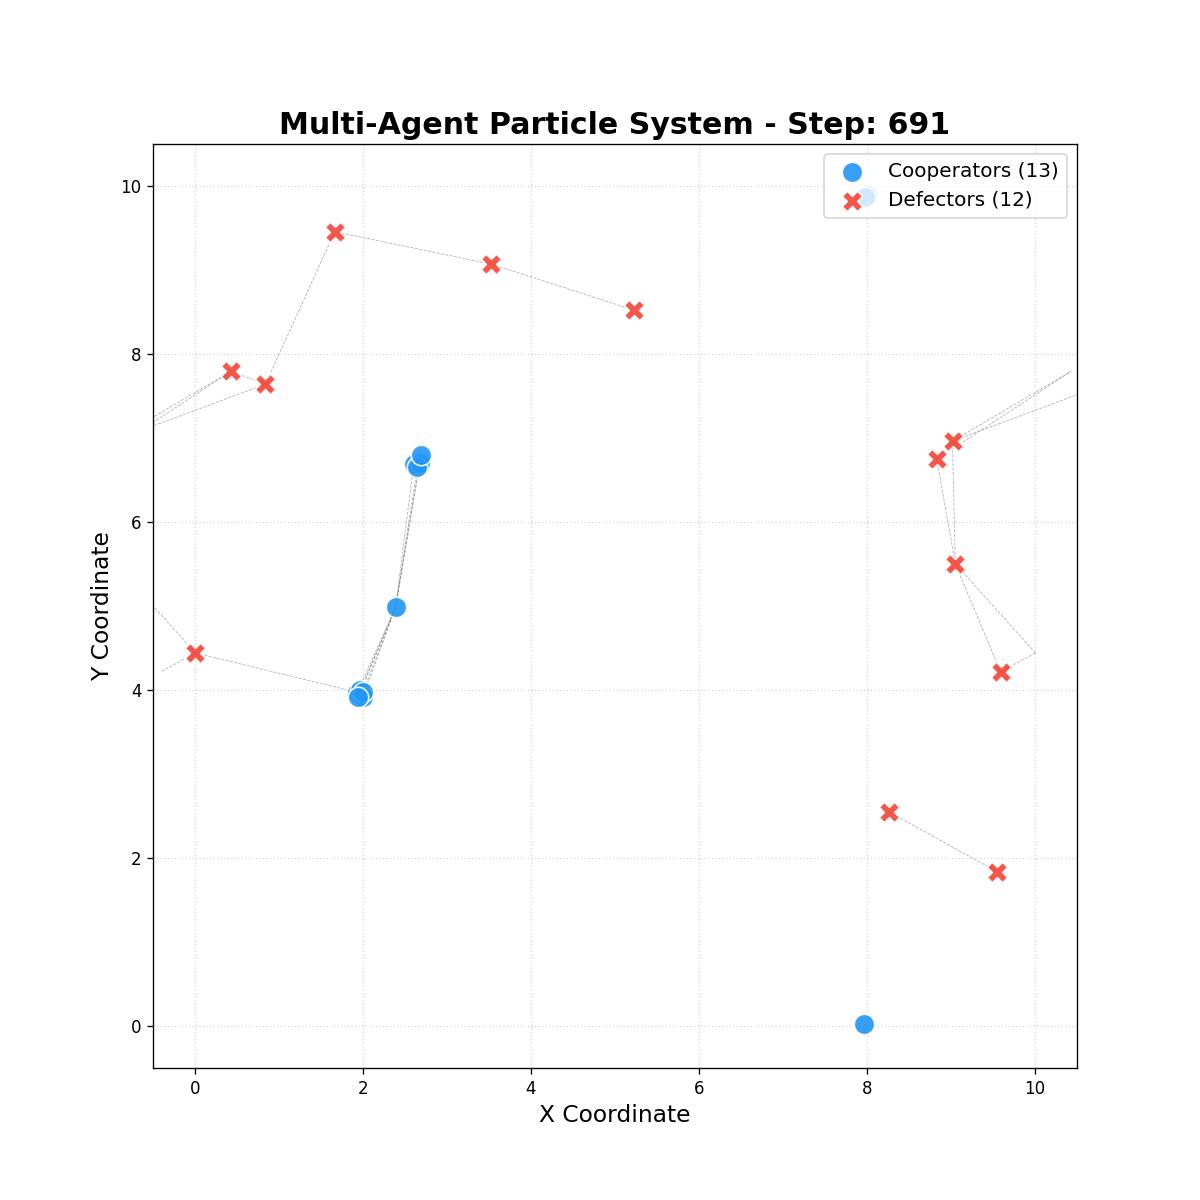 Multi-Agent Particle System - Step: 691
Cooperators (13)
Defectors (12)
10
8
6
4
2
0
Y Coordinate
0 2 4 6 8 10
X Coordinate